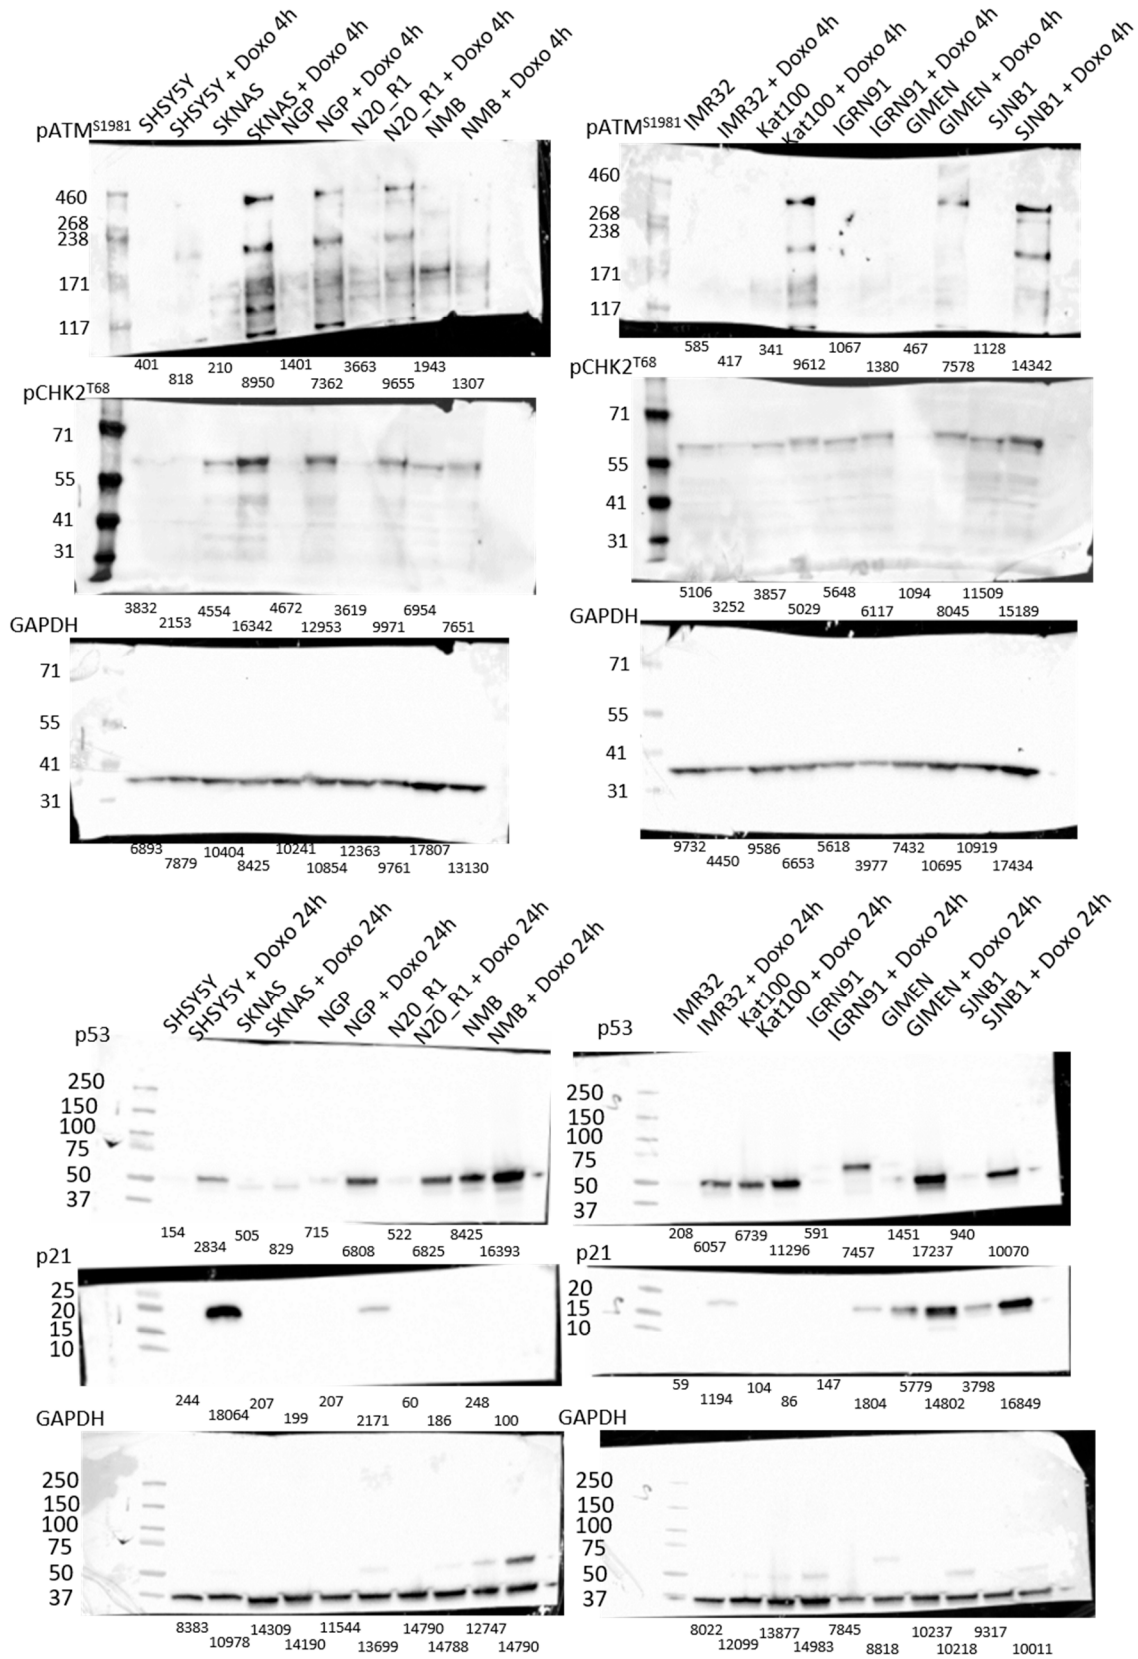 SHSY5Y
SHSY5Y + Doxo 4h
SKNAS
SKNAS + Doxo 4h
NGP
NGP + Doxo 4h
N20_R1
N20_R1 + Doxo 4h
NMB
NMB + Doxo 4h
pATMS1981
460
268
238
171
117
401 210 1401 3663 1943
818 8950 7362 9655 1307
IMR32
IMR32 + Doxo 4h
Kat100
Kat100 + Doxo 4h
IGRN91
IGRN91 + Doxo 4h
GIMEN
GIMEN + Doxo 4h
SJNB1
SJNB1 + Doxo 4h
pATMS1981
460
268
238
171
117
585 341 1067 467 1128
417 9612 1380 7578 14342
pCHK2T68
71
55
41
31
3832 4554 4672 3619 6954
2153 16342 12953 9971 7651
pCHK2T68
71
55
41
31
5106 3857 5648 1094 11509
3252 5029 6117 8045 15189
GAPDH
71
55
41
31
6893 10404 10241 12363 17807
7879 8425 10854 9761 13130
GAPDH
71
55
41
31
9732 9586 5618 7432 10919
4450 6653 3977 10695 17434
SHSY5Y
SHSY5Y + Doxo 24h
SKNAS
SKNAS + Doxo 24h
NGP
NGP + Doxo 24h
N20_R1
N20_R1 + Doxo 24h
NMB
NMB + Doxo 24h
p53
250
150
100
75
50
37
154 505 715 522 8425
2834 829 6808 6825 16393
IMR32
IMR32 + Doxo 24h
Kat100
Kat100 + Doxo 24h
IGRN91
IGRN91 + Doxo 24h
GIMEN
GIMEN + Doxo 24h
SJNB1
SJNB1 + Doxo 24h
p53
250
150
100
75
50
37
208 6739 591 1451 940
6057 11296 7457 17237 10070
p21
25
20
15
10
244 207 207 60 248
18064 199 2171 186 100
p21
20
15
10
59 104 147 5779 3798
1194 86 1804 14802 16849
GAPDH
250
150
100
75
50
37
8383 14309 11544 14790 12747
10978 14190 13699 14788 14790
GAPDH
250
150
100
75
50
37
8022 13877 7845 10237 9317
12099 14983 8818 10218 10011